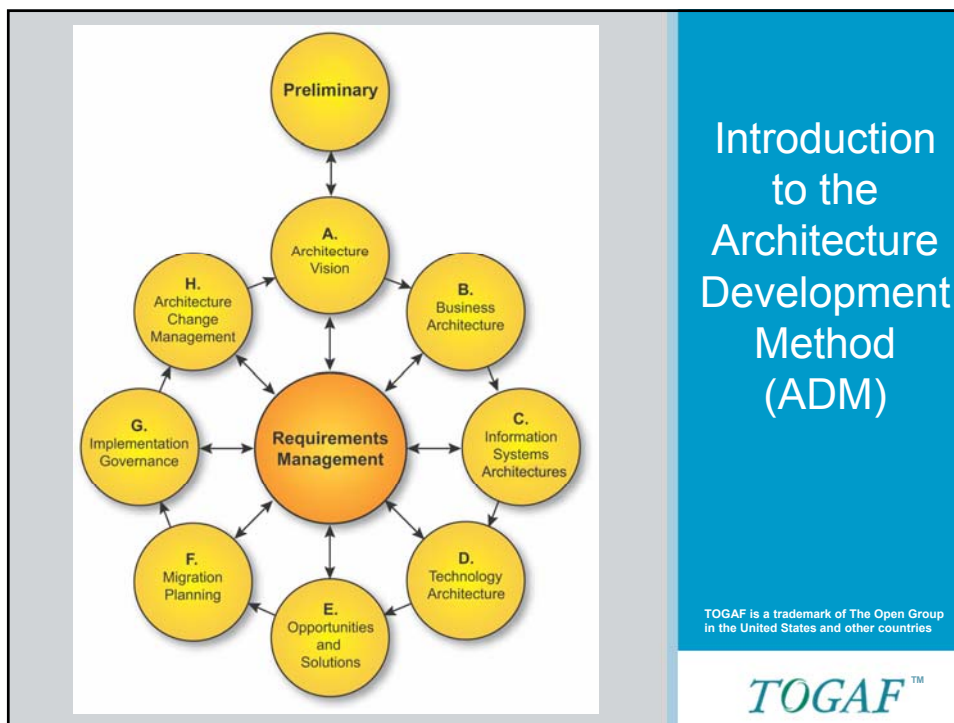 Preliminary
A.
Architecture
Vision
B.
Business
Architecture
C.
Information
Systems
Architectures
D.
Technology
Architecture
E.
Opportunities
and
Solutions
F.
Migration
Planning
G.
Implementation
Governance
H.
Architecture
Change
Management
Requirements
Management
Introduction
to the
Architecture
Development
Method
(ADM)
TOGAF is a trademark of The Open Group
in the United States and other countries
TOGAF™